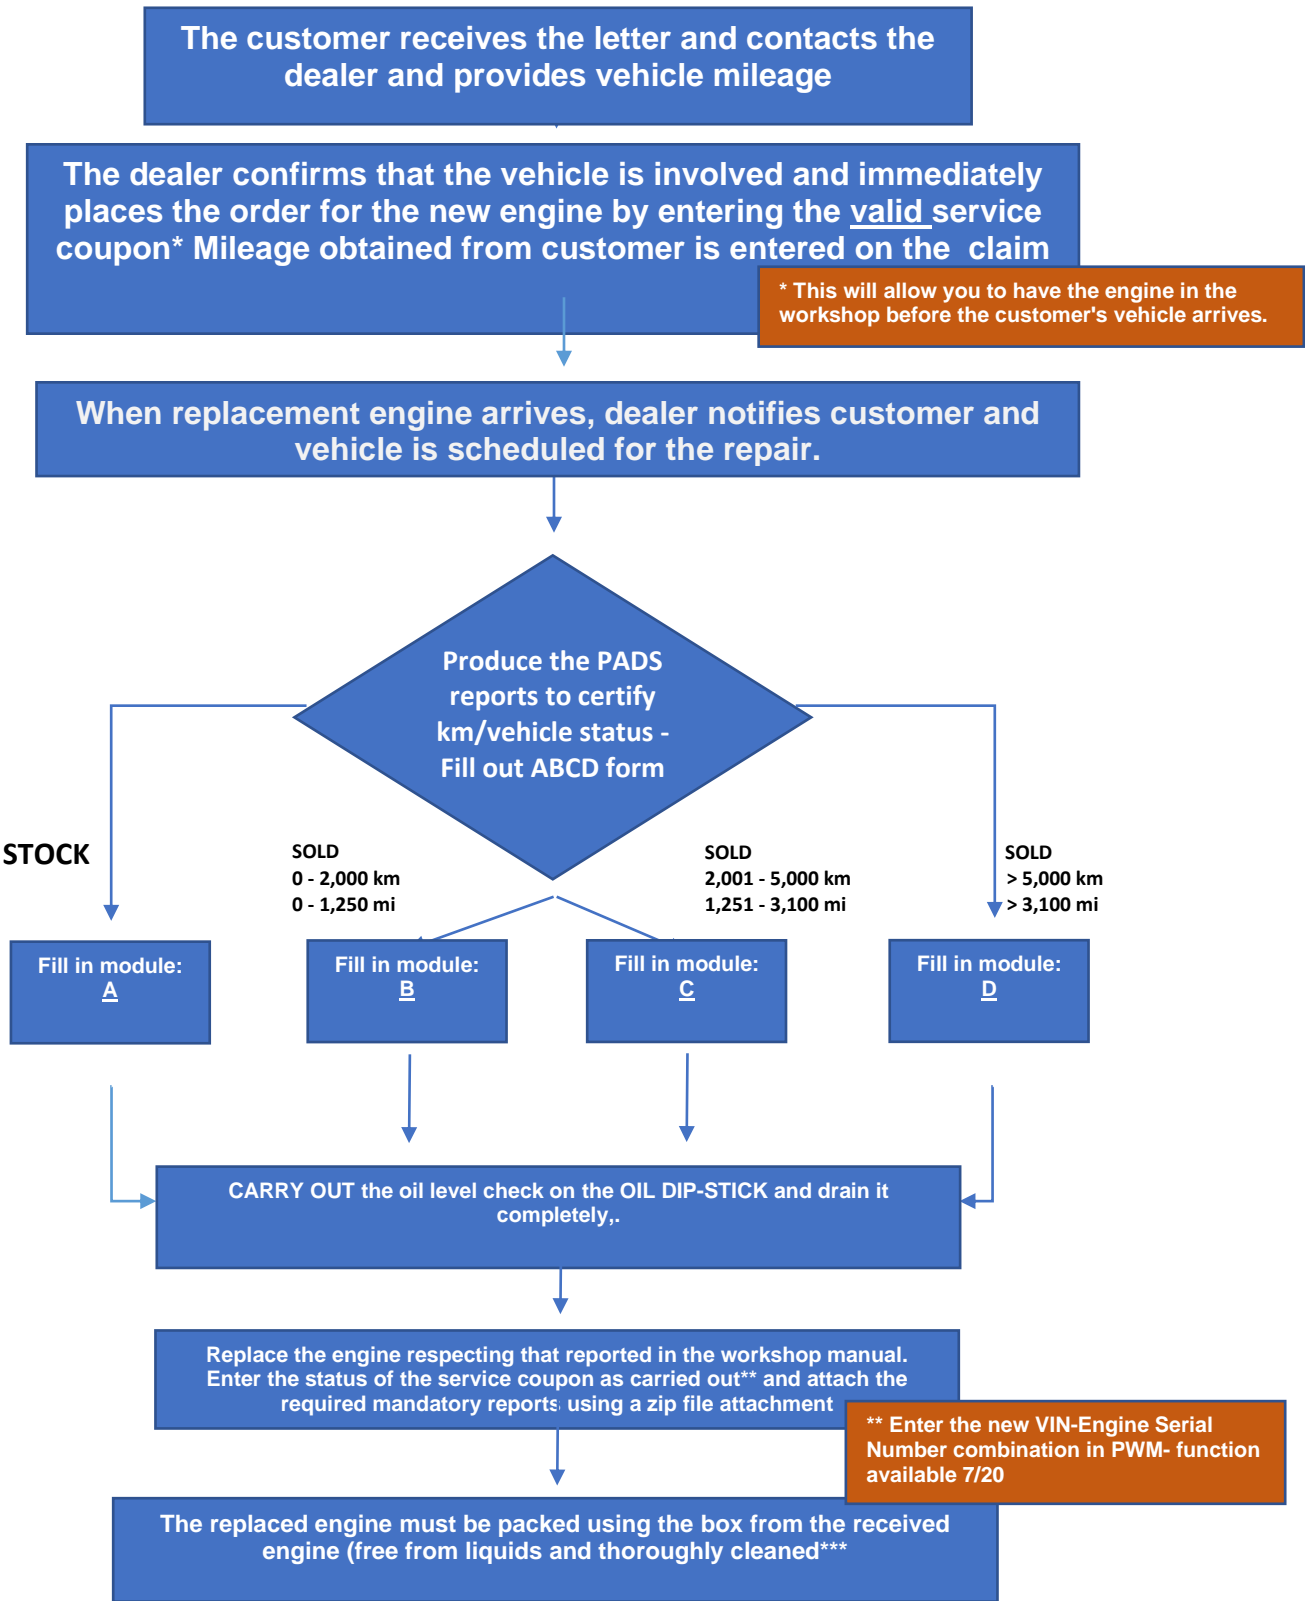 The customer receives the letter and contacts the
dealer and provides vehicle mileage
The dealer confirms that the vehicle is involved and immediately
places the order for the new engine by entering the valid service
coupon* Mileage obtained from customer is entered on the claim
* This will allow you to have the engine in the
workshop before the customer's vehicle arrives.
When replacement engine arrives, dealer notifies customer and
vehicle is scheduled for the repair.
Produce the PADS
reports to certify
km/vehicle status -
Fill out ABCD form
STOCK
SOLD
0 - 2,000 km
0 - 1,250 mi
SOLD
2,001 - 5,000 km
1,251 - 3,100 mi
SOLD
> 5,000 km
> 3,100 mi
Fill in module:
A
Fill in module:
B
Fill in module:
C
Fill in module:
D
CARRY OUT the oil level check on the OIL DIP-STICK and drain it
completely,.
Replace the engine respecting that reported in the workshop manual.
Enter the status of the service coupon as carried out** and attach the
required mandatory reports using a zip file attachment
** Enter the new VIN-Engine Serial
Number combination in PWM- function
available 7/20
The replaced engine must be packed using the box from the received
engine (free from liquids and thoroughly cleaned***